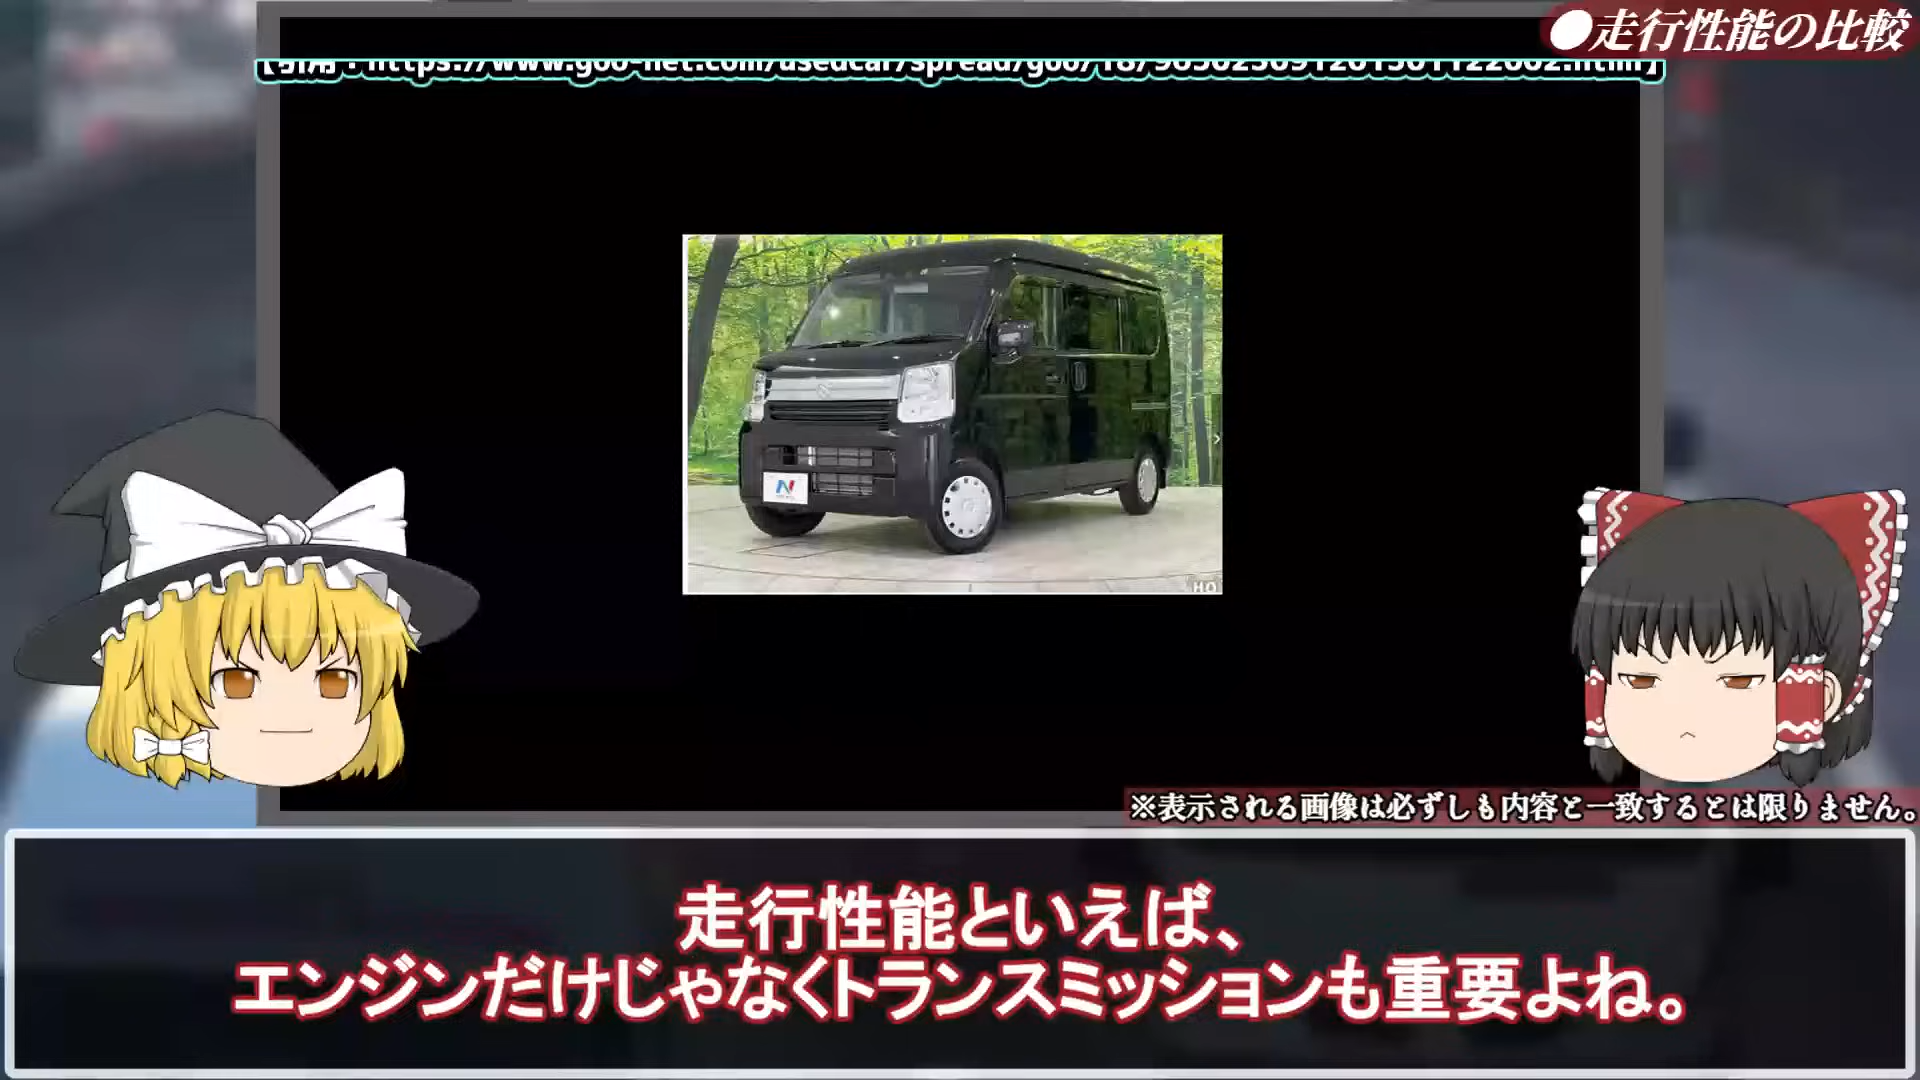 ●走行性能の比較
HQ
※表示される画像は必ずしも内容と一致するとは限りません。
走行性能といえば、
エンジンだけじゃなくトランスミッションも重要よね。